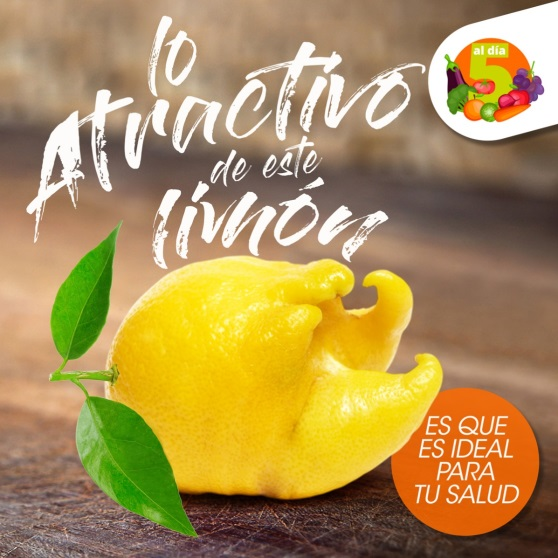 lo
Atractivo
de este
limón
al día
5
ES QUE
ES IDEAL
PARA
TU SALUD